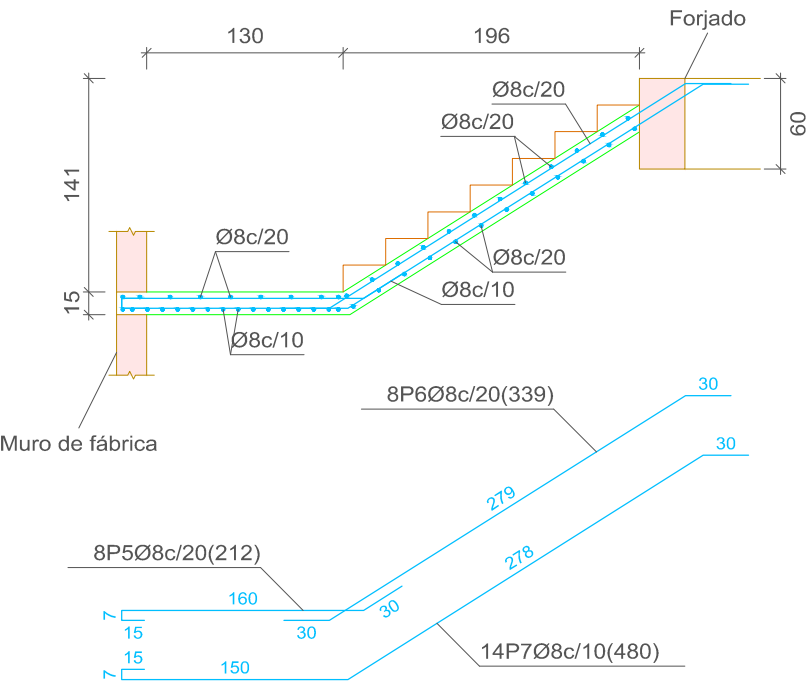 Forjado
130
196
Ø8c/20
Ø8c/20
60
141
Ø8c/20
Ø8c/20
Ø8c/10
15
Ø8c/10
Muro de fábrica
8P6Ø8c/20(339)
30
30
279
278
8P5Ø8c/20(212)
160
30
7
15
30
15
14P7Ø8c/10(480)
7
150